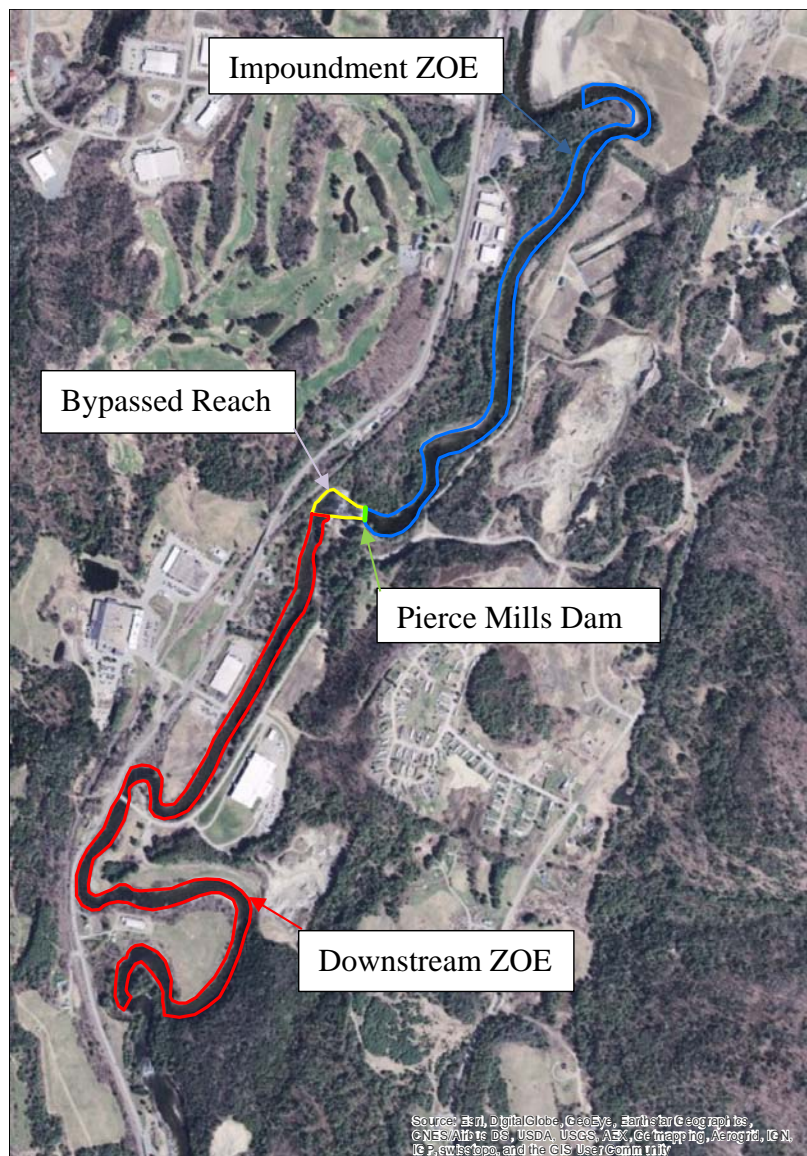 Impoundment ZOE
Bypassed Reach
Pierce Mills Dam
Downstream ZOE
Source: Esri, DigitalGlobe, GeoEye, Earthstar Geographics,
CNES/Airbus DS, USDA, USGS, AEX, Getmapping, Aerogrid, IGN,
IGP, swisstopo, and the GIS User Community